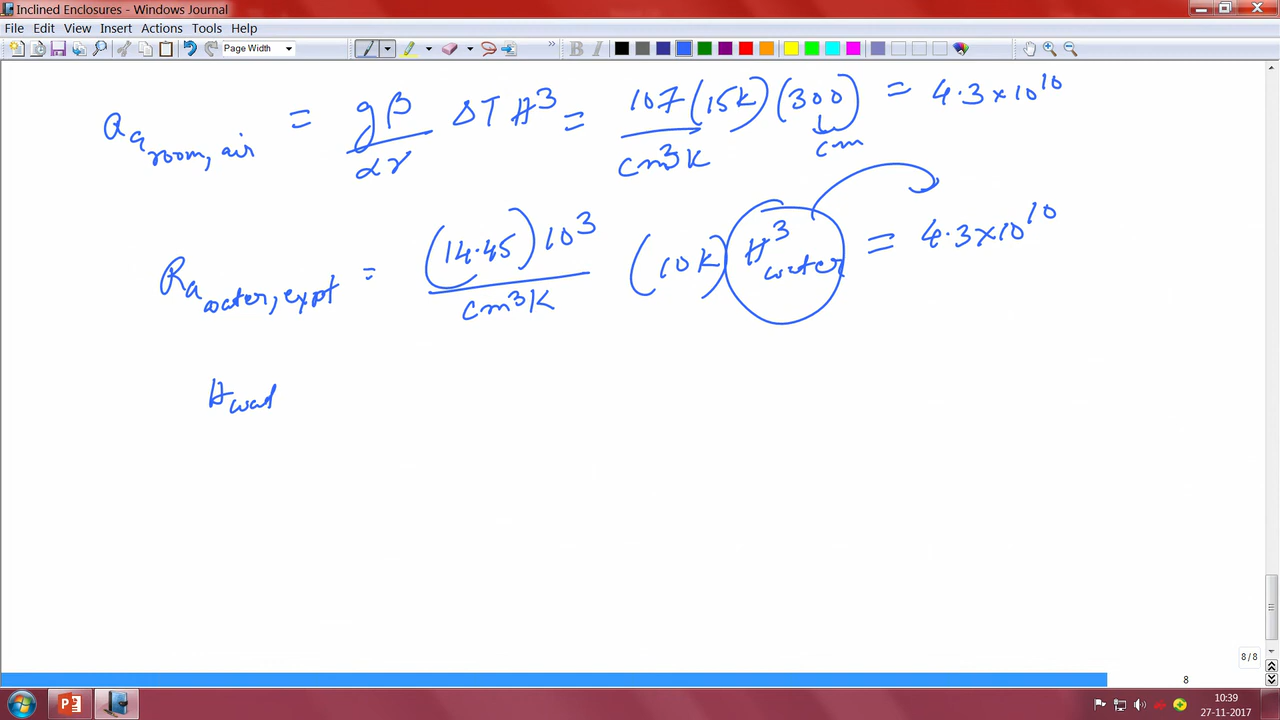 Inclined Enclosures - Windows Journal
File Edit View Insert Actions Tools Help
Page Width
Ra room, air = gβ/αν ΔT H³ = 107/cm³K (15K) (300) = 4.3×10¹⁰
cm
Ra water, expt = (14.45)10³/cm³K (10K) H³ water = 4.3×10¹⁰
H wat
8/8
8
10:39
27-11-2017